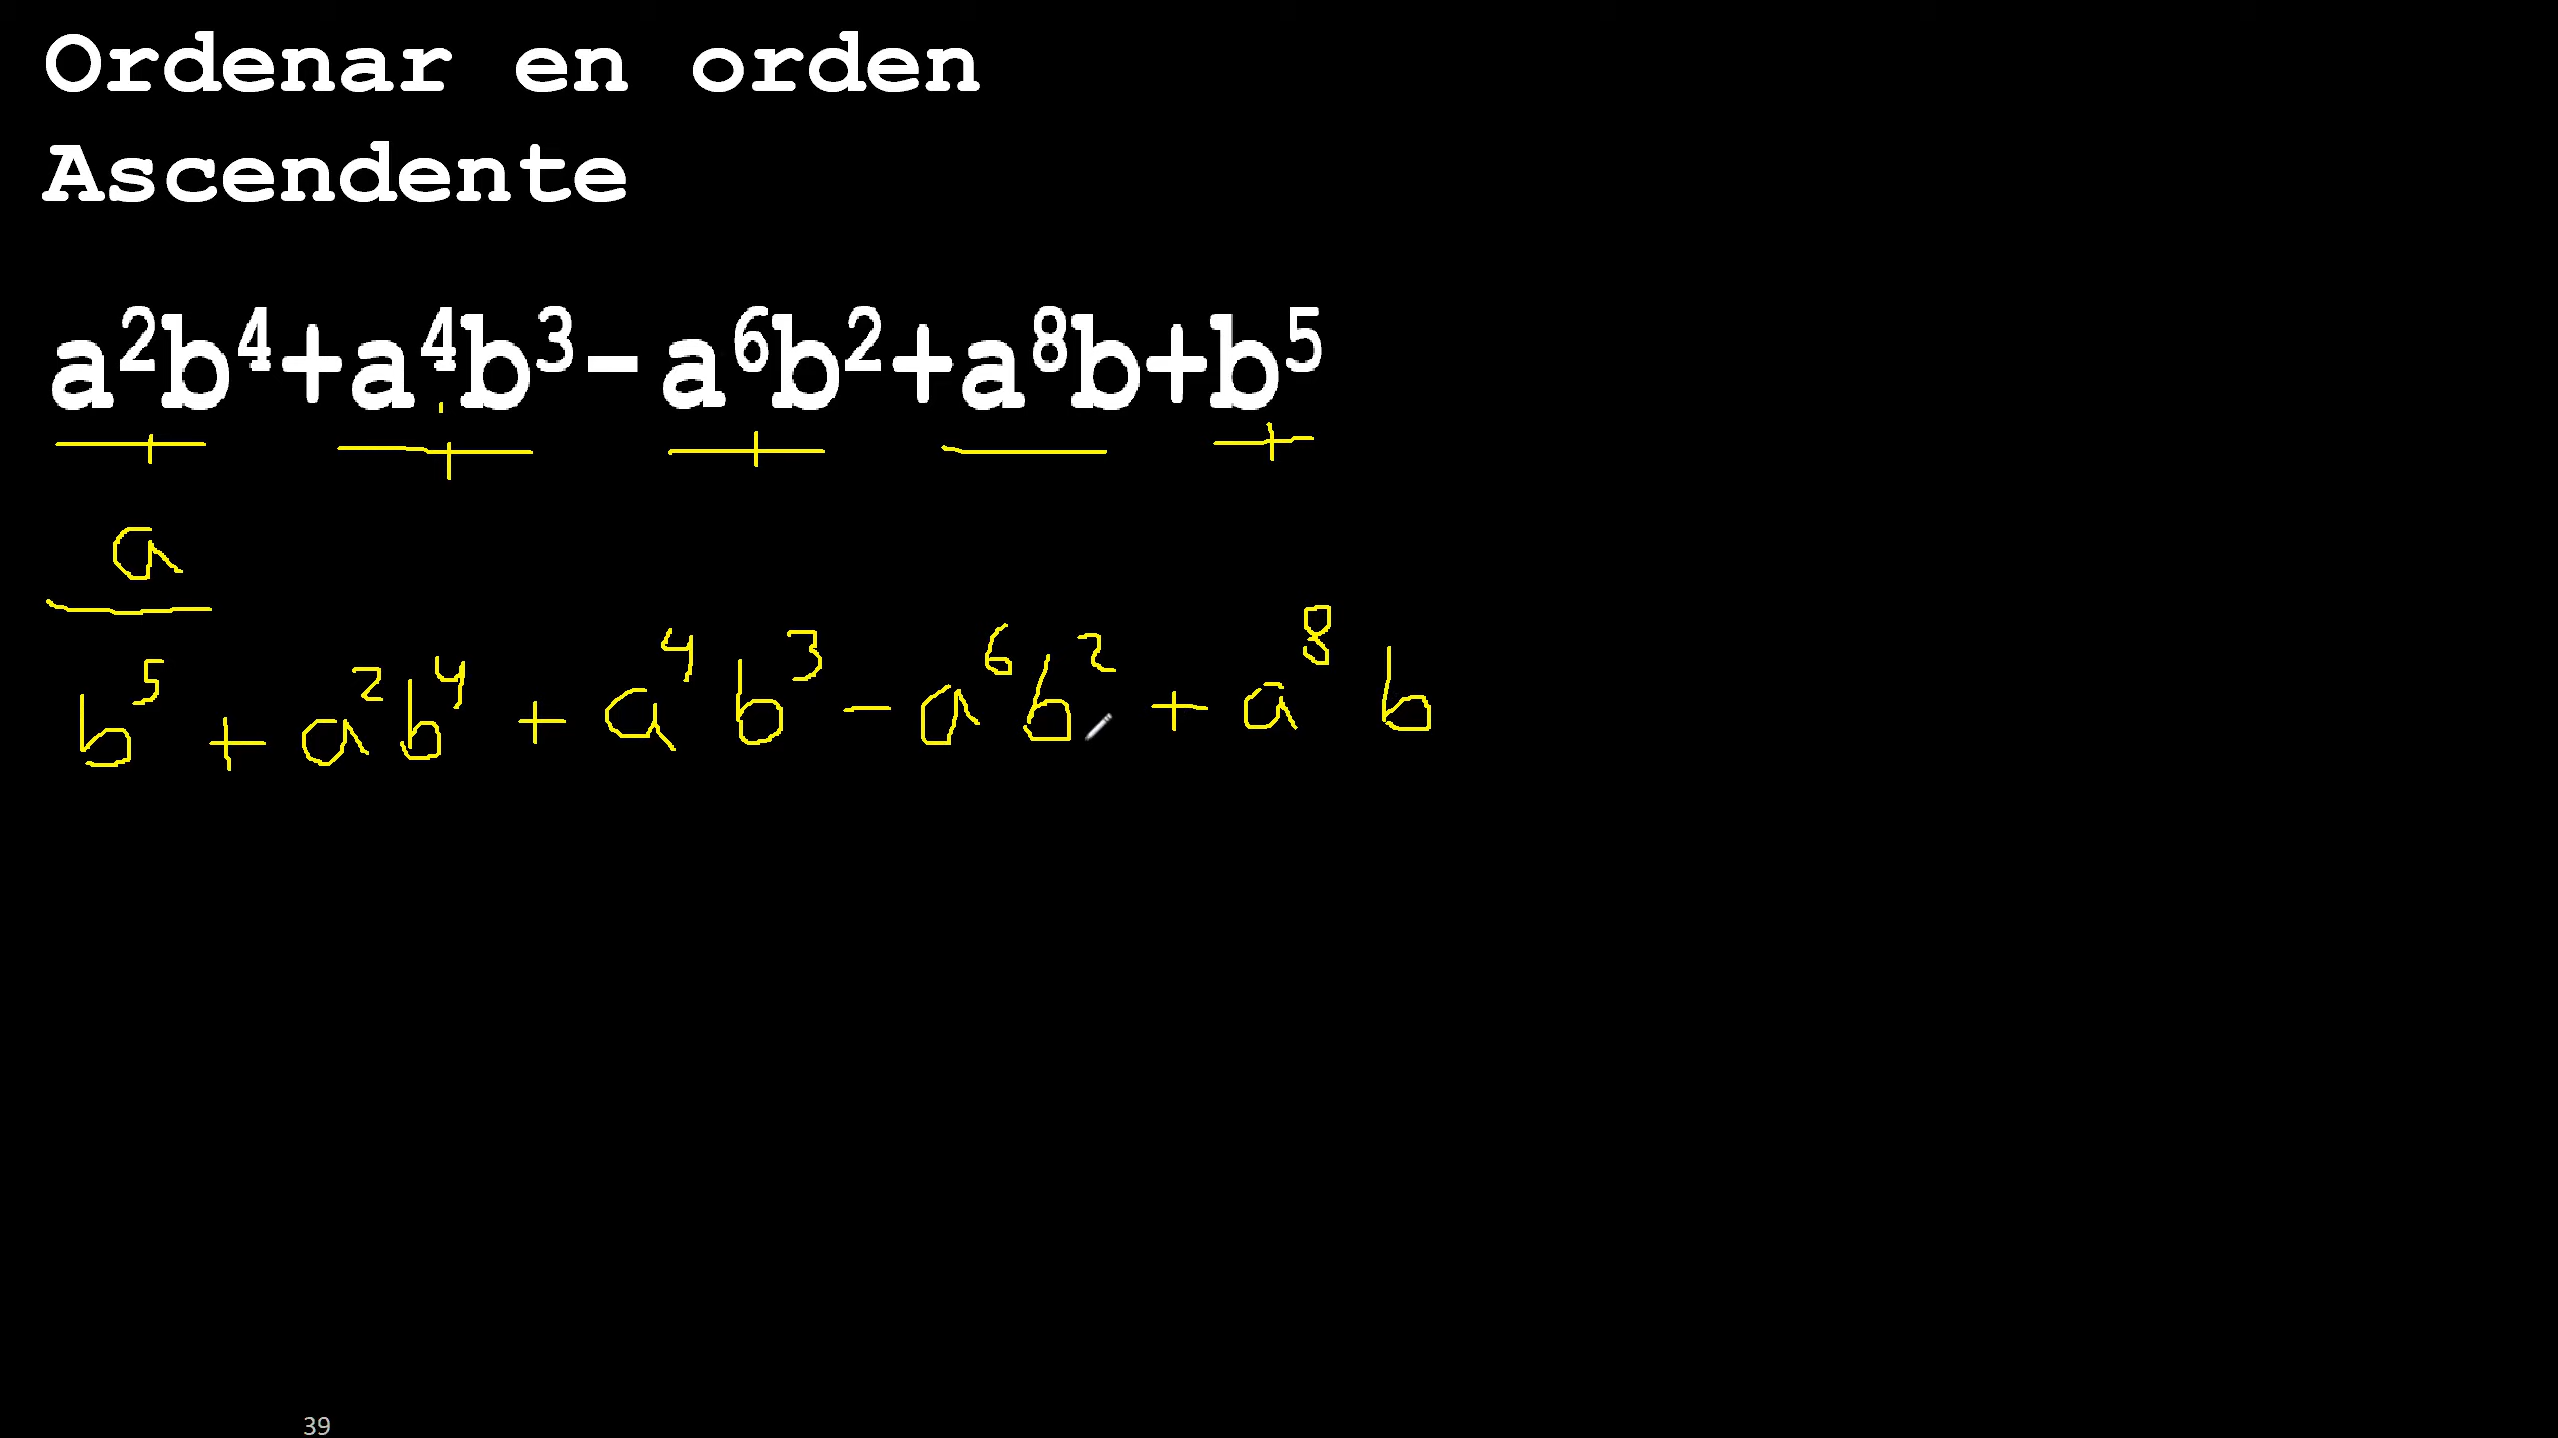 Ordenar en orden
Ascendente
a²b⁴+a⁴b³-a⁶b²+a⁸b+b⁵
a
b⁵ + a²b⁴ + a⁴b³ - a⁶b² + a⁸b
39